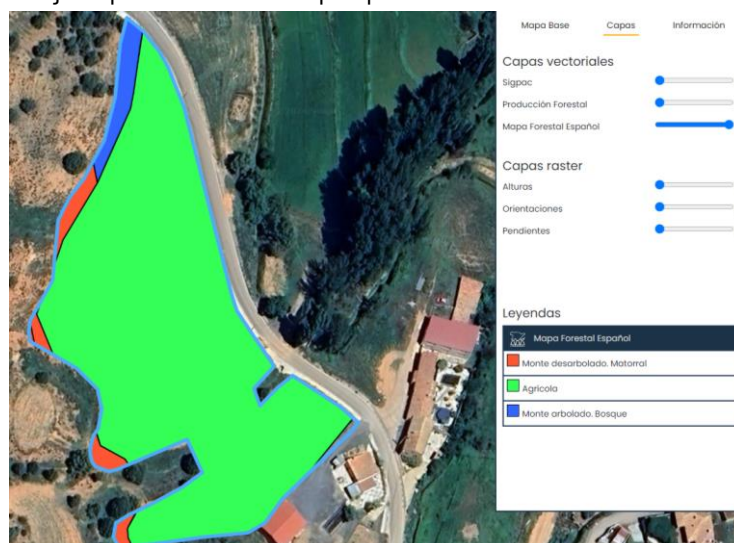 Mapa Base Capas Información
Capas vectoriales
Sigpac
Producción Forestal
Mapa Forestal Español
Capas raster
Alturas
Orientaciones
Pendientes
Leyendas
Mapa Forestal Español
Monte desarbolado. Matorral
Agrícola
Monte arbolado. Bosque